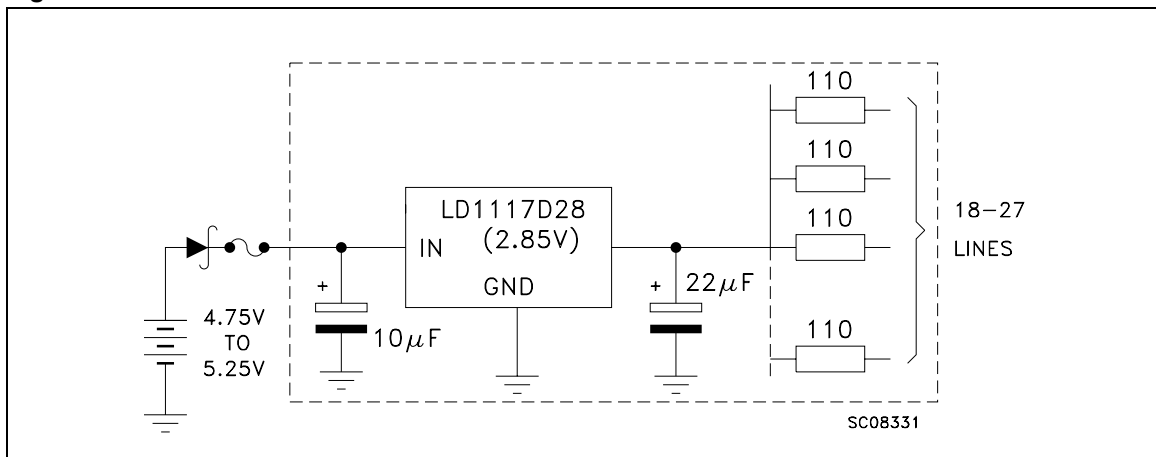 110
110
110
110
18-27
LINES
LD1117D28
(2.85V)
IN
GND
+
10μF
+
22μF
4.75V
TO
5.25V
SC08331